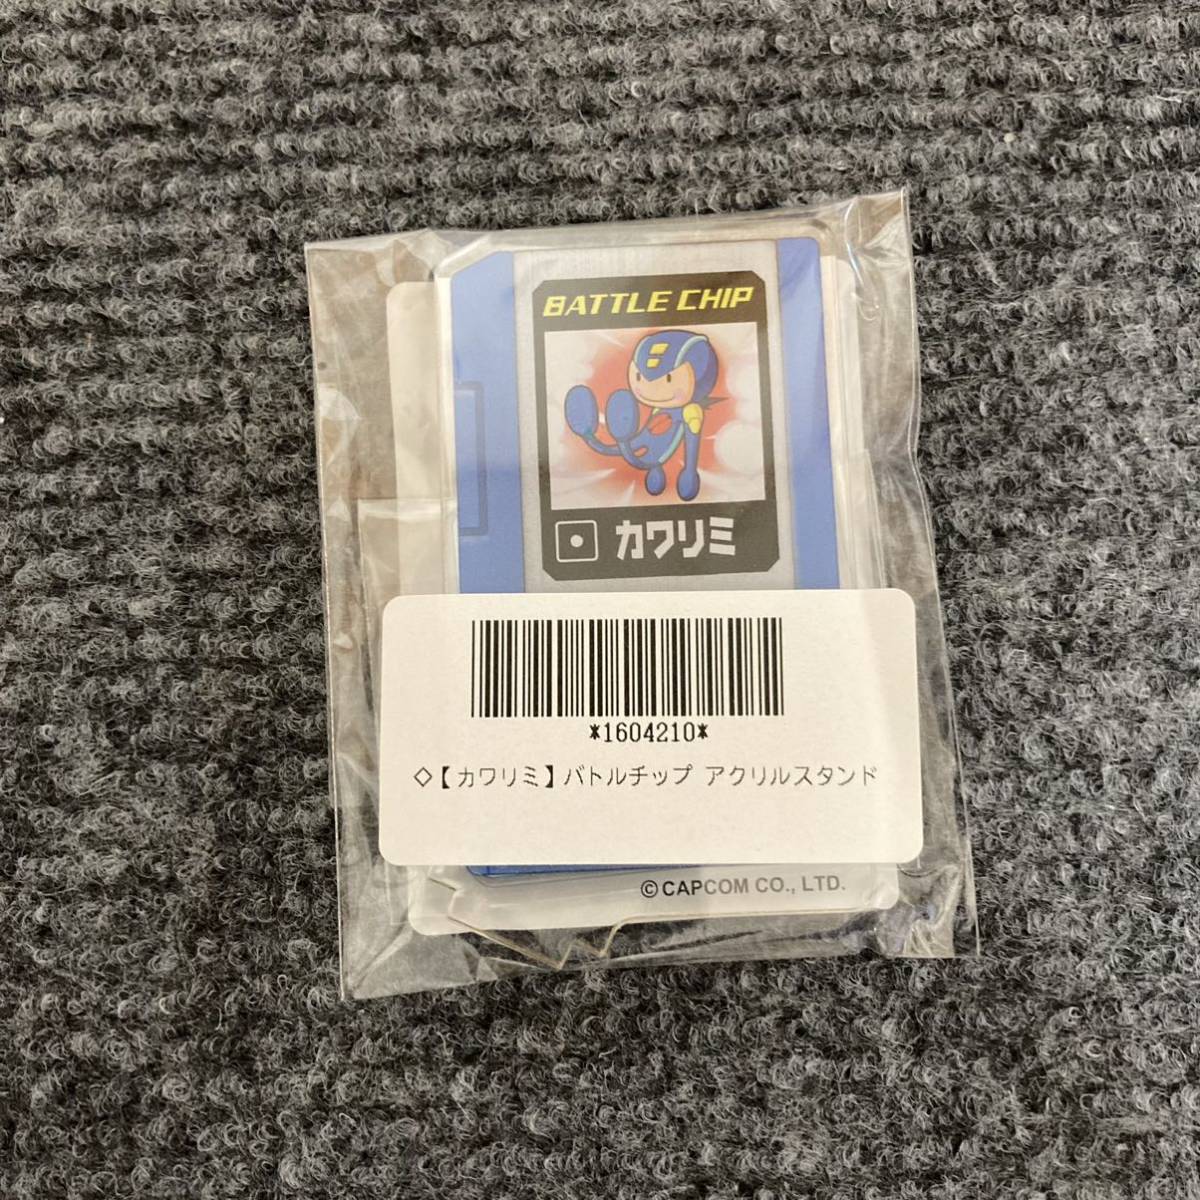 BATTLE CHIP
カワリミ
*1604210*
◇【カワリミ】バトルチップ アクリルスタンド
©CAPCOM CO., LTD.